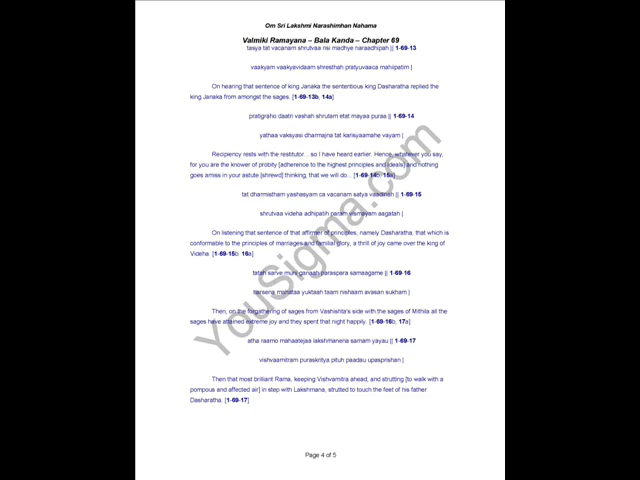 Om Sri Lakshmi Narashimhan Nahama
Valmiki Ramayana – Bala Kanda – Chapter 69
tasya tat vacanam shrutvaa risi madhye naraadhipah || 1-69-13
vaakyam vaakyavidaam shresthah pratyuvaaca mahiipatim |
On hearing that sentence of king Janaka the sententious king Dasharatha replied the
king Janaka from amongst the sages. [1-69-13b, 14a]
pratigraho daatri vashah shrutam etat mayaa puraa || 1-69-14
yathaa vaksyasi dharmajna tat karisyaamahe vayam |
Recipency rests with the restitutor... so I have heard earlier. Hence, whatever you say,
for you are the knower of probity [adherence to the highest principles and ideals] and nothing
goes amiss in your astute [shrewd] thinking, that we will do... [1-69-14b, 15a]
tat dharmistham yashasyam ca vacanam satya vaadinah || 1-69-15
shrutvaa videha adhipatih param vismayam aagatah |
On listening that sentence of that affirmer of principles, namely Dasharatha, that which is
conformable to the principles of marriages and familial glory, a thrill of joy came over the king of
Videha. [1-69-15b 16a]
tatah sarve muni ganaah paraspara samaagame || 1-69-16
harsena mahataa yuktaah taam nishaam avasan sukham |
Then, on the forgathering of sages from Vashishta's side with the sages of Mithila all the
sages have attained extreme joy and they spent that night happily. [1-69-16b, 17a]
atha raamo mahaatejaa lakshmanena samam yayau || 1-69-17
vishvaamitram puraskritya pituh paadau upasprishan |
Then that most brilliant Rama, keeping Vishvamitra ahead, and strutting [to walk with a
pompous and affected air] in step with Lakshmana, strutted to touch the feet of his father
Dasharatha. [1-69-17]
YouSigma.com
Page 4 of 5